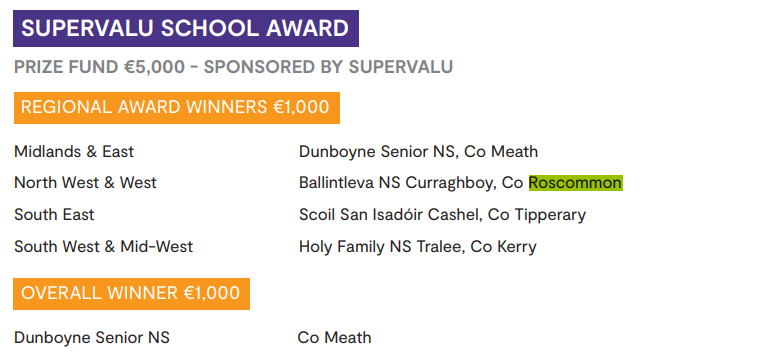 SUPERVALU SCHOOL AWARD
PRIZE FUND €5,000 – SPONSORED BY SUPERVALU
REGIONAL AWARD WINNERS €1,000
Midlands & East Dunboyne Senior NS, Co Meath
North West & West Ballintleva NS Curraghboy, Co Roscommon
South East Scoil San Isadóir Cashel, Co Tipperary
South West & Mid-West Holy Family NS Tralee, Co Kerry
OVERALL WINNER €1,000
Dunboyne Senior NS Co Meath